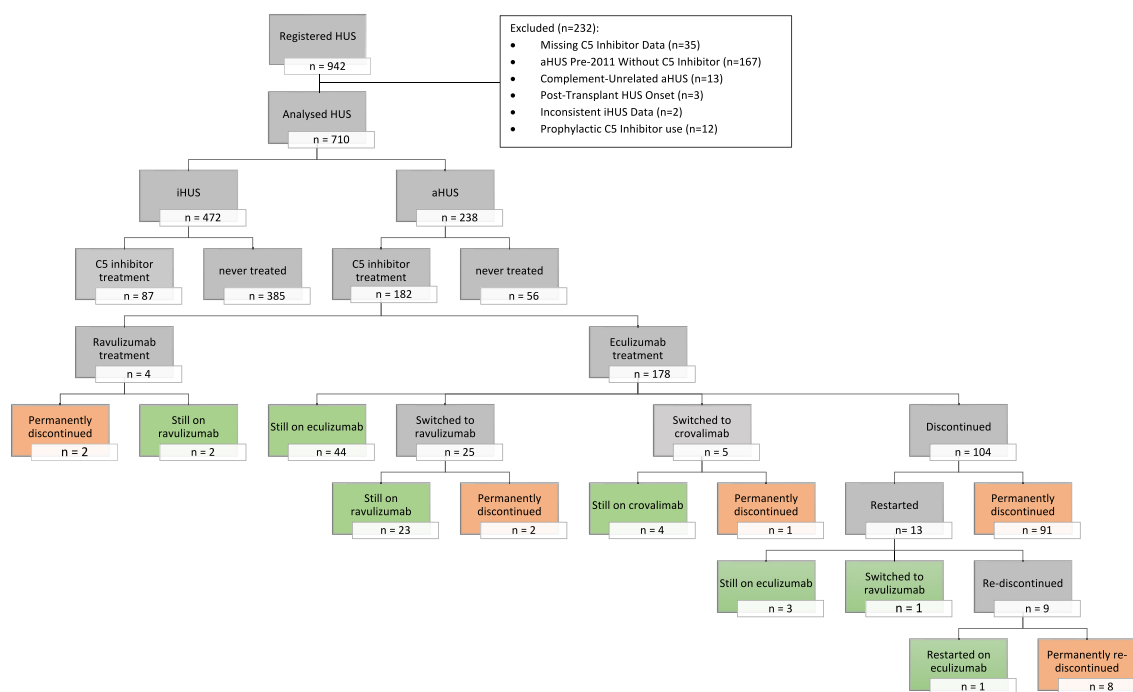 Registered HUS
n = 942
Excluded (n=232):
• Missing C5 Inhibitor Data (n=35)
• aHUS Pre-2011 Without C5 Inhibitor (n=167)
• Complement-Unrelated aHUS (n=13)
• Post-Transplant HUS Onset (n=3)
• Inconsistent iHUS Data (n=2)
• Prophylactic C5 Inhibitor use (n=12)
Analysed HUS
n = 710
iHUS
n = 472
aHUS
n = 238
C5 inhibitor
treatment
n = 87
never treated
n = 385
C5 inhibitor
treatment
n = 182
never treated
n = 56
Ravulizumab
treatment
n = 4
Eculizumab
treatment
n = 178
Permanently
discontinued
n = 2
Still on
ravulizumab
n = 2
Still on eculizumab
n = 44
Switched to
ravulizumab
n = 25
Switched to
crovalimab
n = 5
Discontinued
n = 104
Still on
ravulizumab
n = 23
Permanently
discontinued
n = 2
Still on crovalimab
n = 4
Permanently
discontinued
n = 1
Restarted
n = 13
Permanently
discontinued
n = 91
Still on eculizumab
n = 3
Switched to
ravulizumab
n = 1
Re-discontinued
n = 9
Restarted on
eculizumab
n = 1
Permanently re-
discontinued
n = 8